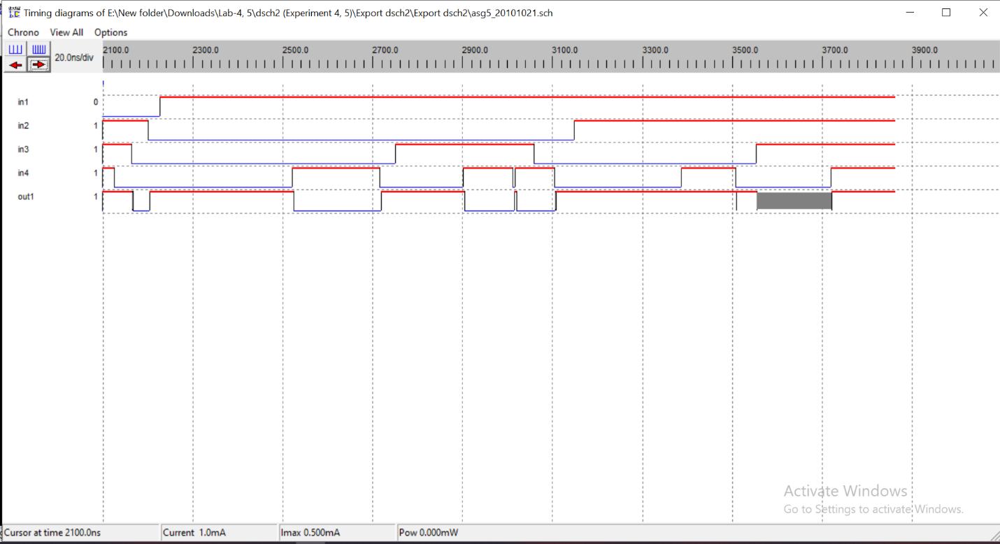 Timing diagrams of E:\New folder\Downloads\Lab-4, 5\dsch2 (Experiment 4, 5)\Export dsch2\Export dsch2\asg5_20101021.sch
Chrono View All Options
20.0ns/div 2100.0 2300.0 2500.0 2700.0 2900.0 3100.0 3300.0 3500.0 3700.0 3900.0
in1 0
in2 1
in3 1
in4 1
out1 1
Activate Windows
Go to Settings to activate Windows.
Cursor at time 2100.0ns Current 1.0mA Imax 0.500mA Pow 0.000mW